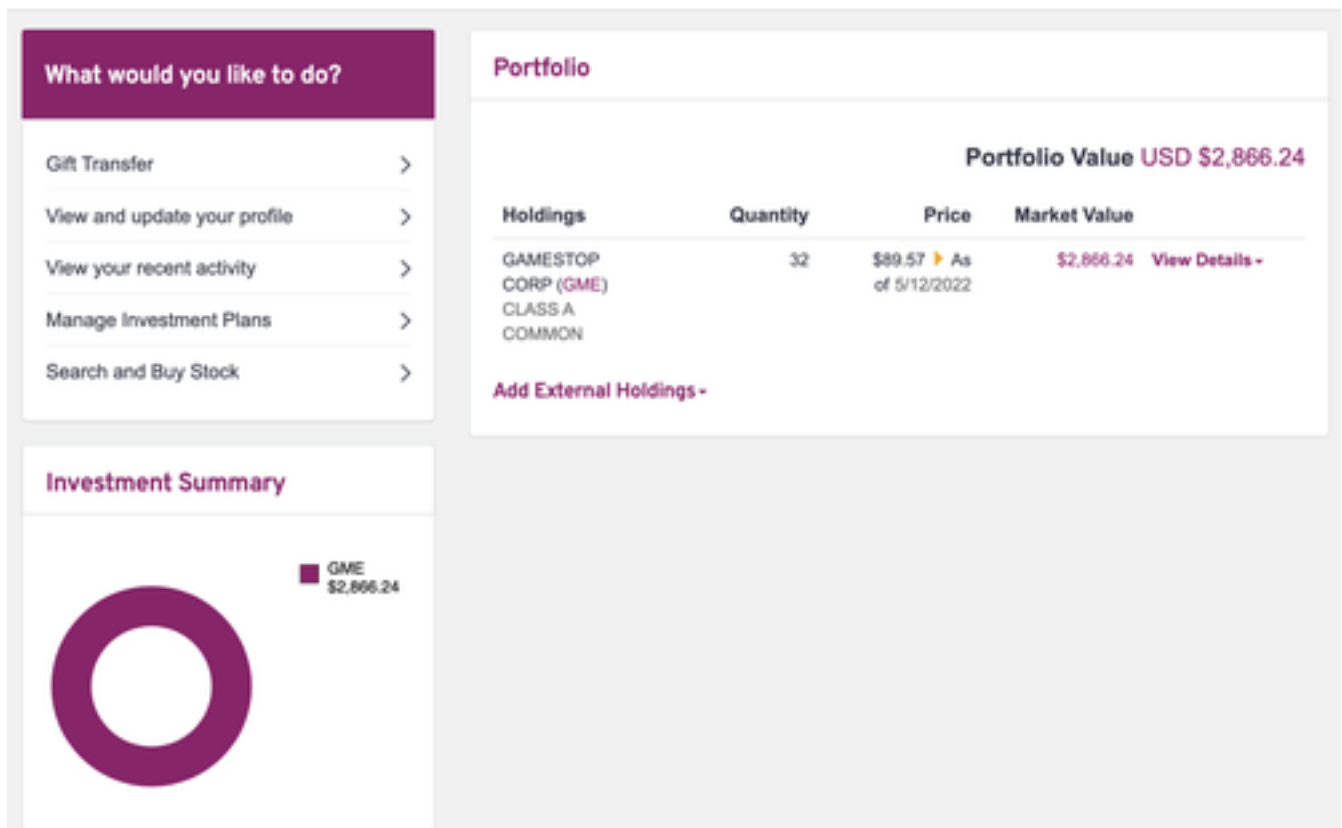 What would you like to do?
Gift Transfer
View and update your profile
View your recent activity
Manage Investment Plans
Search and Buy Stock
Investment Summary
GME
$2,866.24
Portfolio
Portfolio Value USD $2,866.24
Holdings Quantity Price Market Value
GAMESTOP 32 $89.57 As $2,866.24 View Details
CORP (GME) of 5/12/2022
CLASS A
COMMON
Add External Holdings